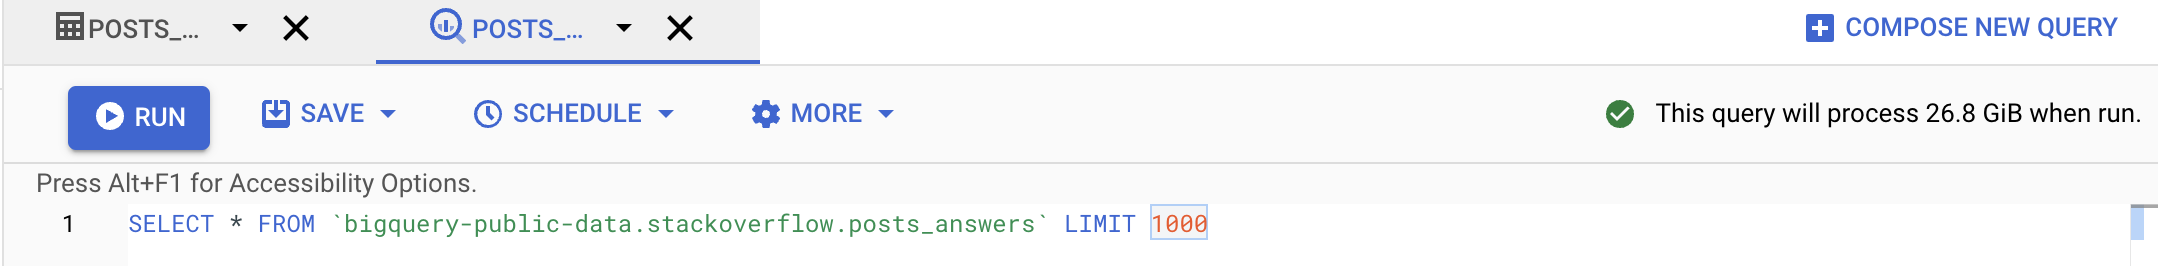 POSTS_...
POSTS_...
COMPOSE NEW QUERY
RUN
SAVE
SCHEDULE
MORE
This query will process 26.8 GiB when run.
Press Alt+F1 for Accessibility Options.
1 SELECT * FROM `bigquery-public-data.stackoverflow.posts_answers` LIMIT 1000